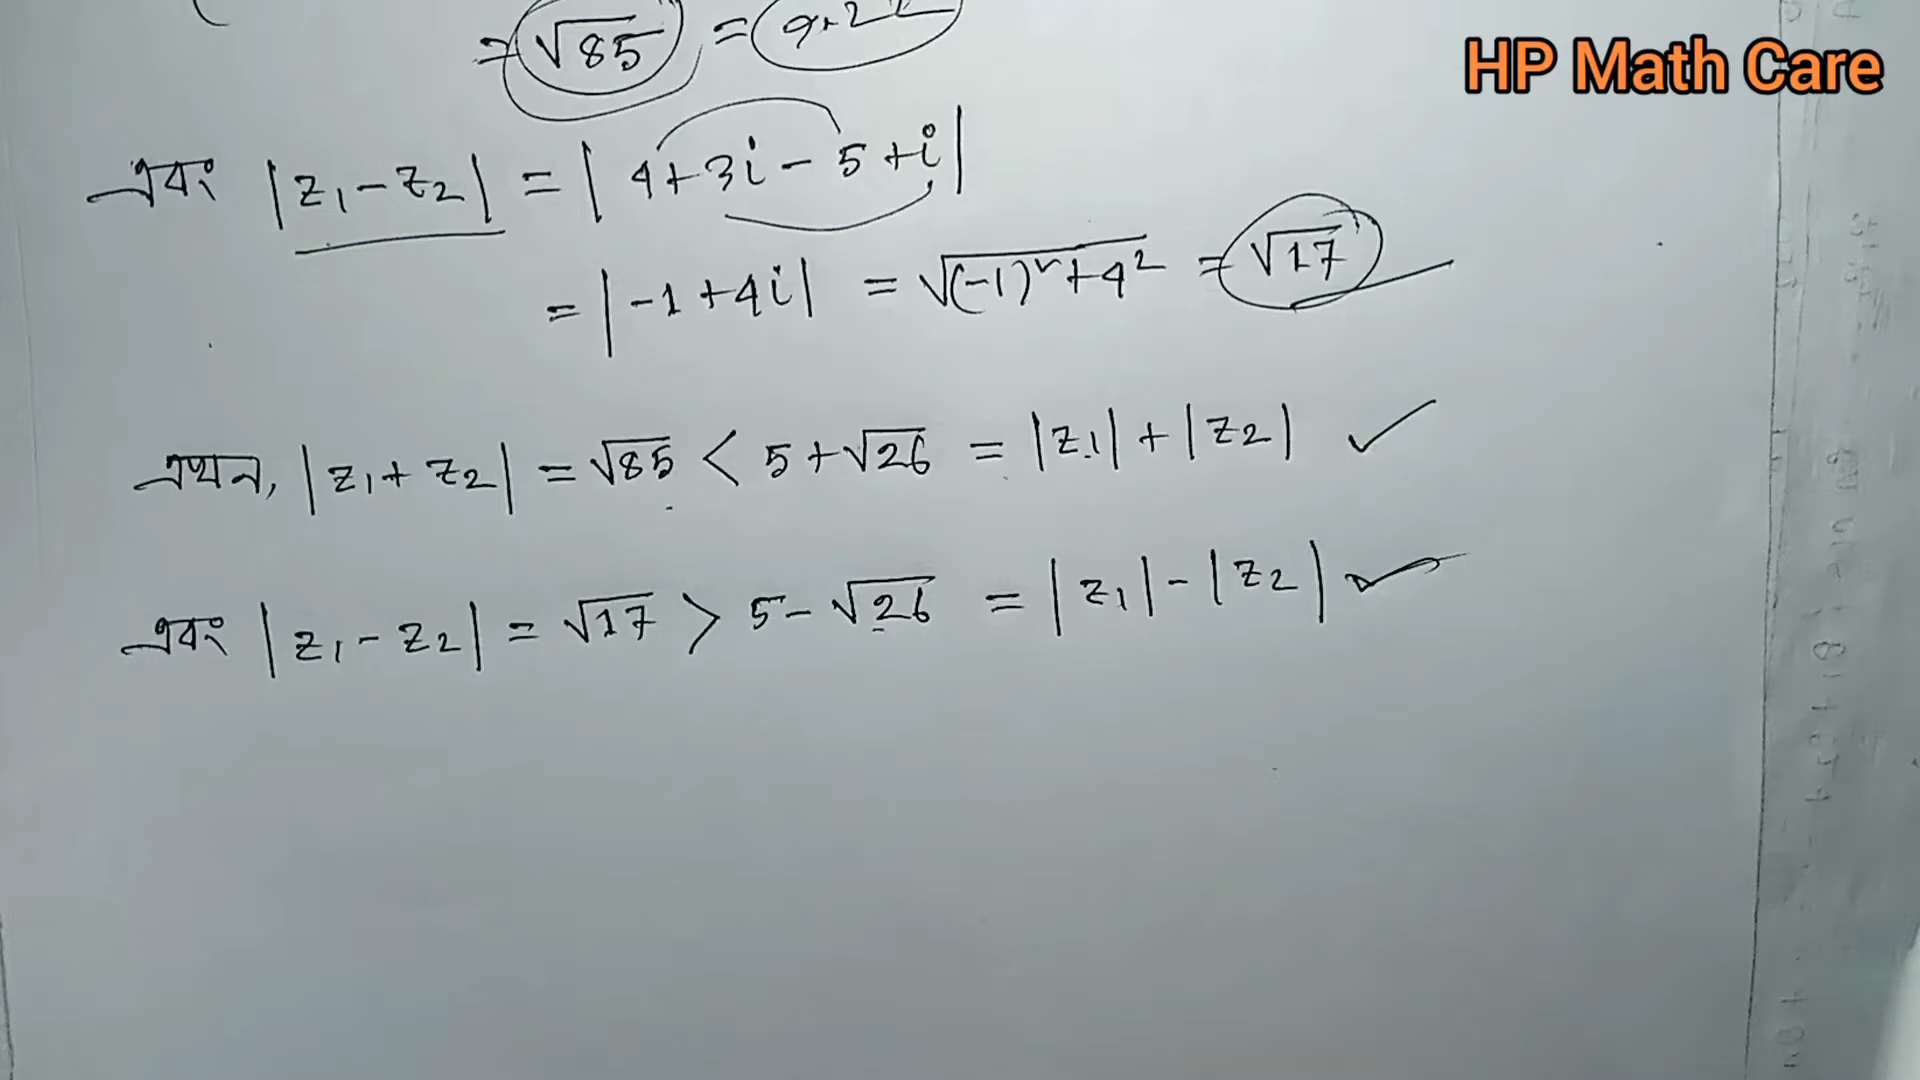 = √85 = 9.22
HP Math Care
এবং |z₁ - z₂| = |4+3i - 5+i|
= |-1+4i| = √(-1)²+4² = √17
এখন, |z₁+z₂| = √85 < 5+√26 = |z₁|+|z₂| ✓
এবং |z₁-z₂| = √17 > 5-√26 = |z₁|-|z₂| ✓